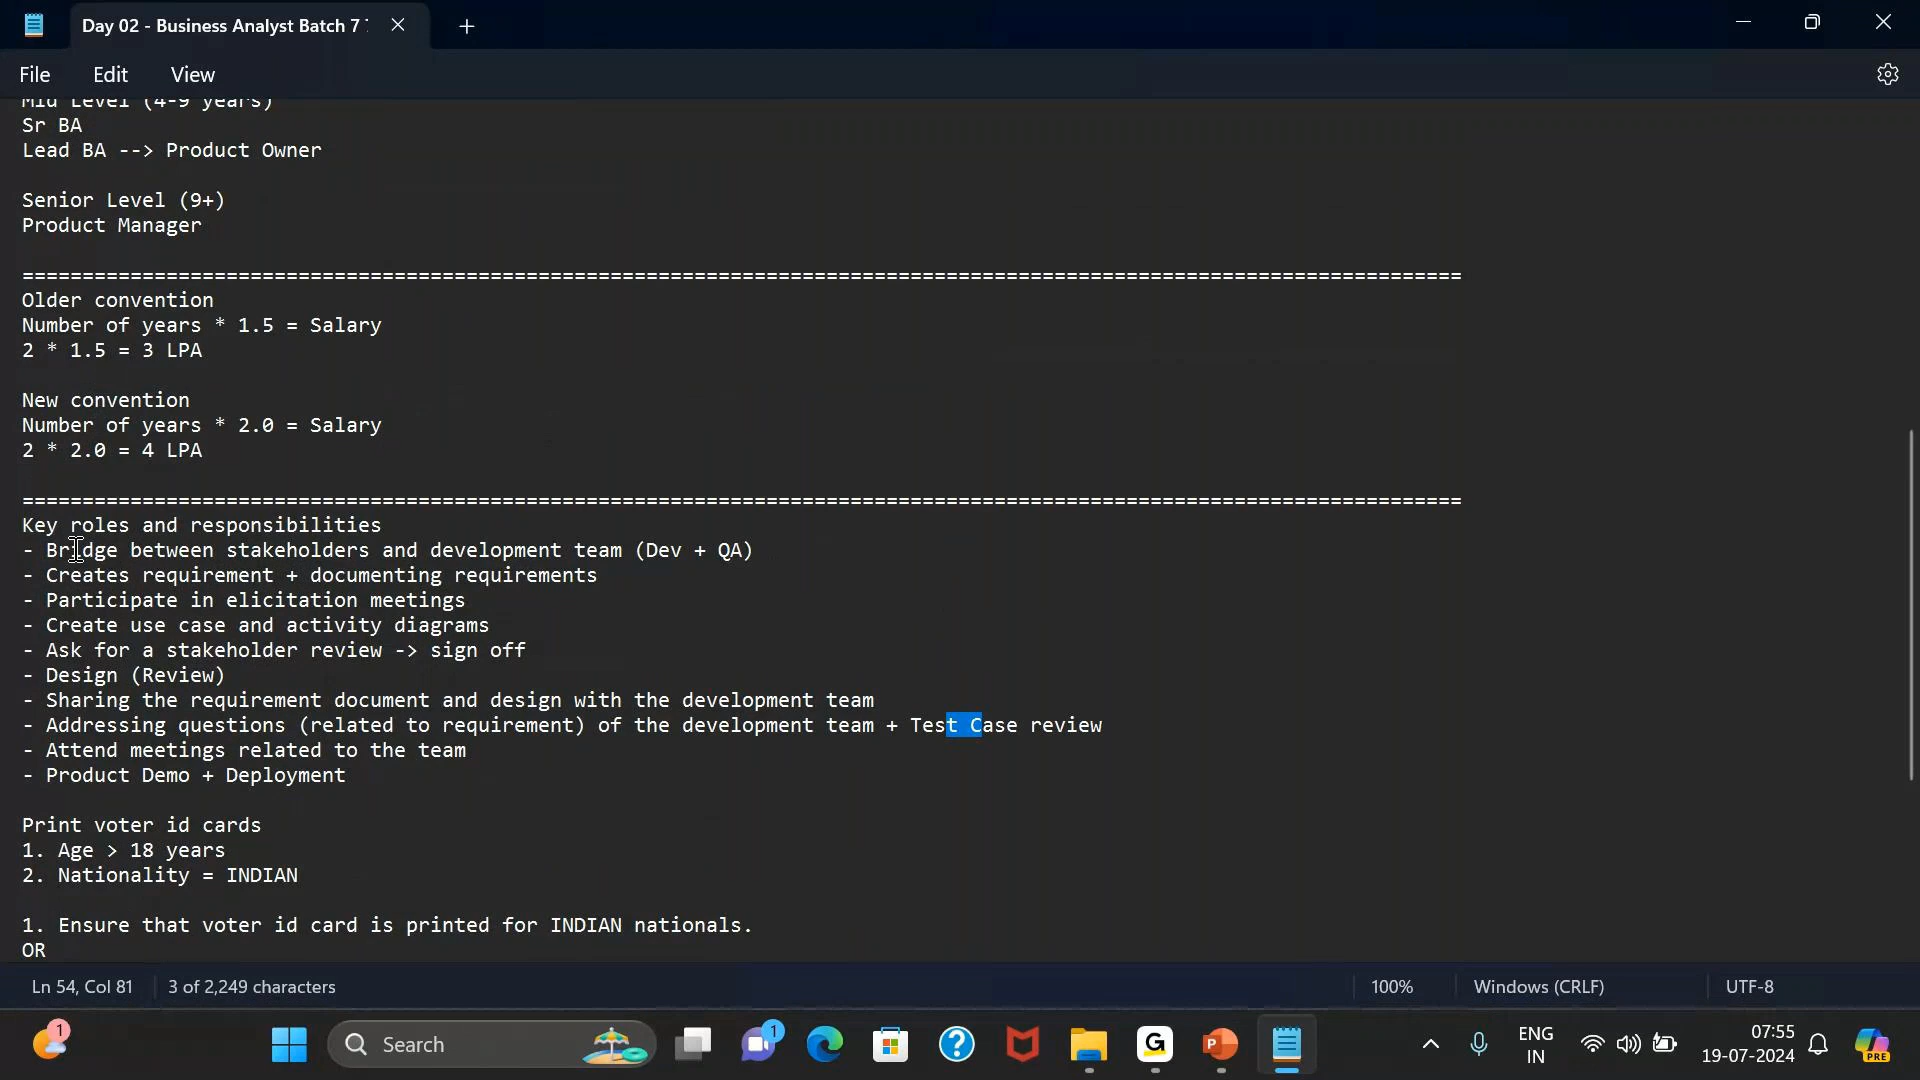 Day 02 - Business Analyst Batch 7
File Edit View
Mid Level (4-9 years)
Sr BA
Lead BA --> Product Owner
Senior Level (9+)
Product Manager
========================================================================================================================
Older convention
Number of years * 1.5 = Salary
2 * 1.5 = 3 LPA
New convention
Number of years * 2.0 = Salary
2 * 2.0 = 4 LPA
========================================================================================================================
Key roles and responsibilities
- Bridge between stakeholders and development team (Dev + QA)
- Creates requirement + documenting requirements
- Participate in elicitation meetings
- Create use case and activity diagrams
- Ask for a stakeholder review -> sign off
- Design (Review)
- Sharing the requirement document and design with the development team
- Addressing questions (related to requirement) of the development team + Test Case review
- Attend meetings related to the team
- Product Demo + Deployment
Print voter id cards
1. Age > 18 years
2. Nationality = INDIAN
1. Ensure that voter id card is printed for INDIAN nationals.
OR
Ln 54, Col 81 3 of 2,249 characters 100% Windows (CRLF) UTF-8
1 Search 1 G P ENG 07:55
IN 19-07-2024 PRE